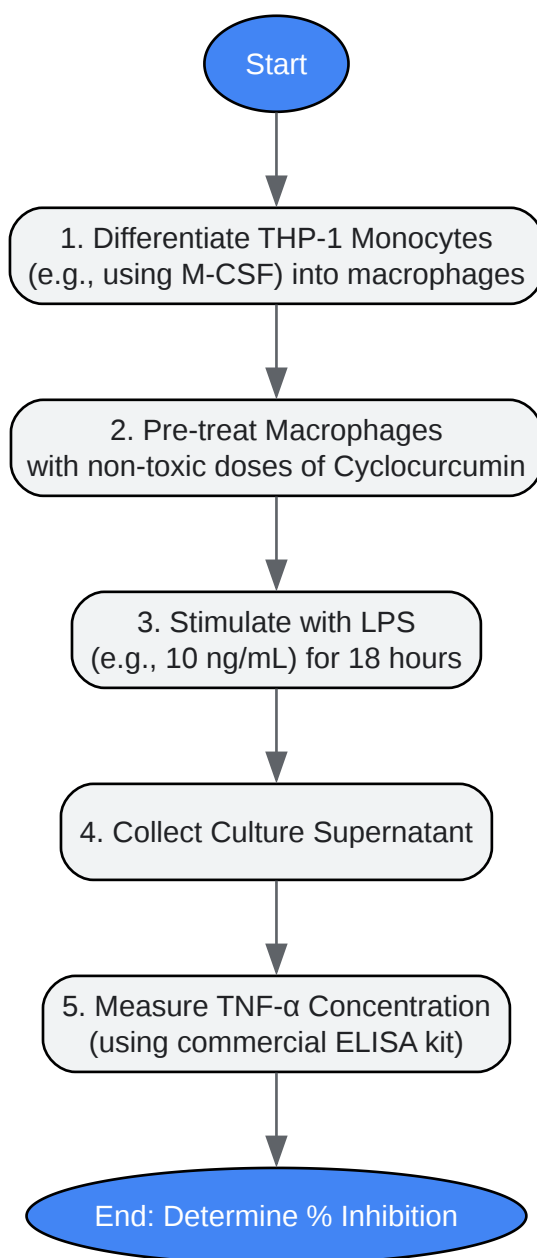 Start
1. Differentiate THP-1 Monocytes
(e.g., using M-CSF) into macrophages
2. Pre-treat Macrophages
with non-toxic doses of Cyclocurcumin
3. Stimulate with LPS
(e.g., 10 ng/mL) for 18 hours
4. Collect Culture Supernatant
5. Measure TNF-α Concentration
(using commercial ELISA kit)
End: Determine % Inhibition